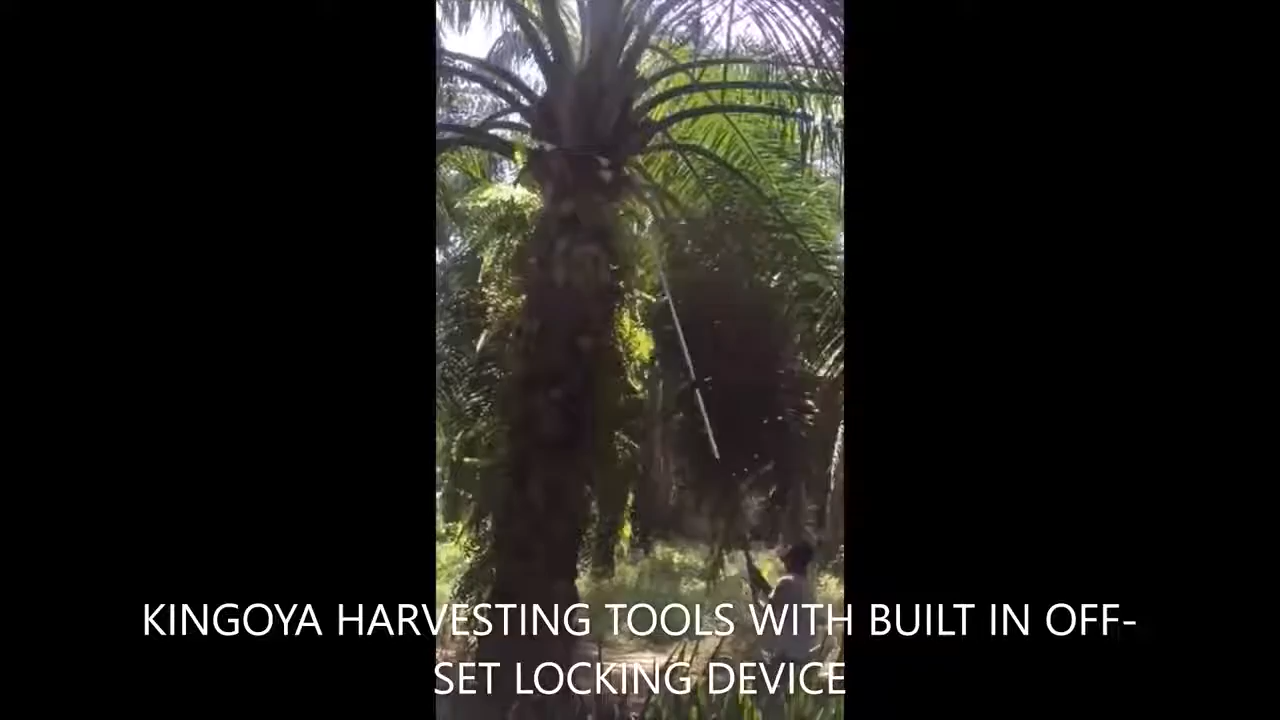 KINGOYA HARVESTING TOOLS WITH BUILT IN OFF-
SET LOCKING DEVICE